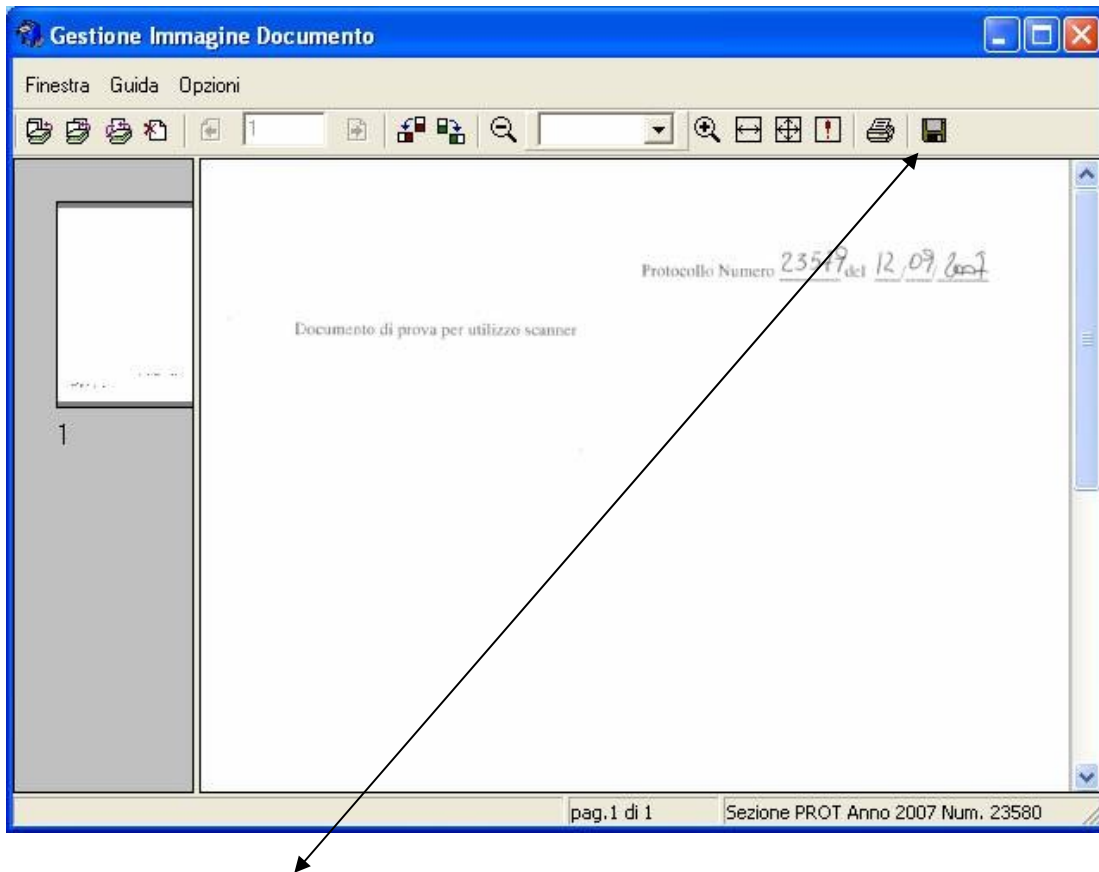 Gestione Immagine Documento
Finestra Guida Opzioni
1
Protocollo Numero 23579 del 12/09/2007
Documento di prova per utilizzo scanner
1
pag.1 di 1 Sezione PROT Anno 2007 Num. 23580